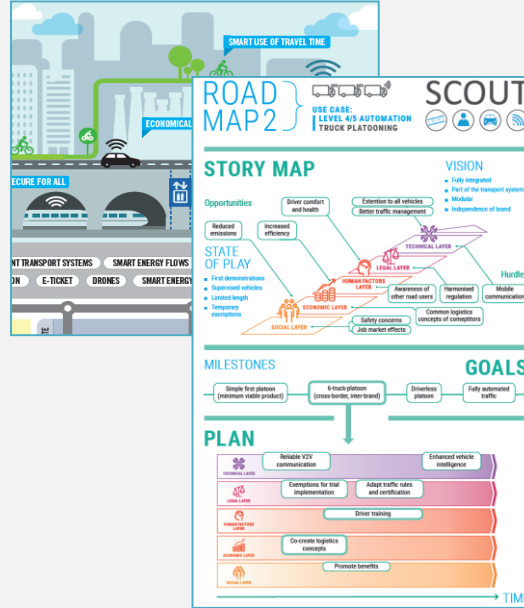 SMART USE OF TRAVEL TIME
ECONOMICAL
ECURE FOR ALL
NT TRANSPORT SYSTEMS
SMART ENERGY FLOWS
ON
E-TICKET
DRONES
SMART ENERGY
ROAD
MAP2
USE CASE:
LEVEL 4/5 AUTOMATION
TRUCK PLATOONING
SCOUT
STORY MAP
VISION
Fully integrated
Part of the transport system
Modular
Independence of brand
Opportunities
Driver comfort
and health
Extention to all vehicles
Better traffic management
Reduced
emissions
Increased
efficiency
TECHNICAL LAYER
STATE
OF PLAY
First demonstrations
Supervised vehicles
Limited length
Temporary
exemptions
LEGAL LAYER
HUMAN FACTORS
LAYER
ECONOMIC LAYER
SOCIAL LAYER
Hurdle
Awareness of
other road users
Harmonised
regulation
Mobile
communication
Safety concerns
Job market effects
Common logistics
concepts of comeptitors
MILESTONES
GOALS
Simple first platoon
(minimum viable product)
6-truck-platoon
(cross-border, inter-brand)
Driverless
platoon
Fully automated
traffic
PLAN
TECHNICAL LAYER
Reliable V2V
communication
Enhanced vehicle
intelligence
LEGAL LAYER
Exemptions for trial
implementation
Adapt traffic rules
and certification
HUMAN FACTORS
LAYER
Driver training
ECONOMIC LAYER
Co-create logistics
concepts
SOCIAL LAYER
Promote benefits
TIM